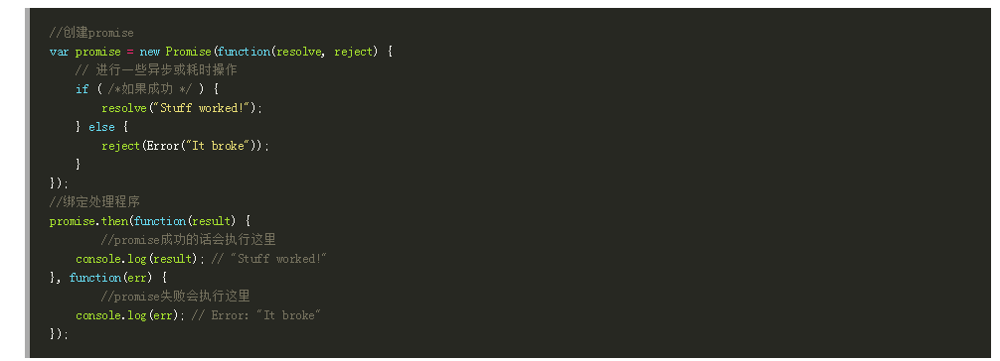 //创建promise
var promise = new Promise(function(resolve, reject) {
    // 进行一些异步或耗时操作
    if ( /*如果成功 */ ) {
        resolve("Stuff worked!");
    } else {
        reject(Error("It broke"));
    }
});
//绑定处理程序
promise.then(function(result) {
        //promise成功的话会执行这里
    console.log(result); // "Stuff worked!"
}, function(err) {
        //promise失败会执行这里
    console.log(err); // Error: "It broke"
});